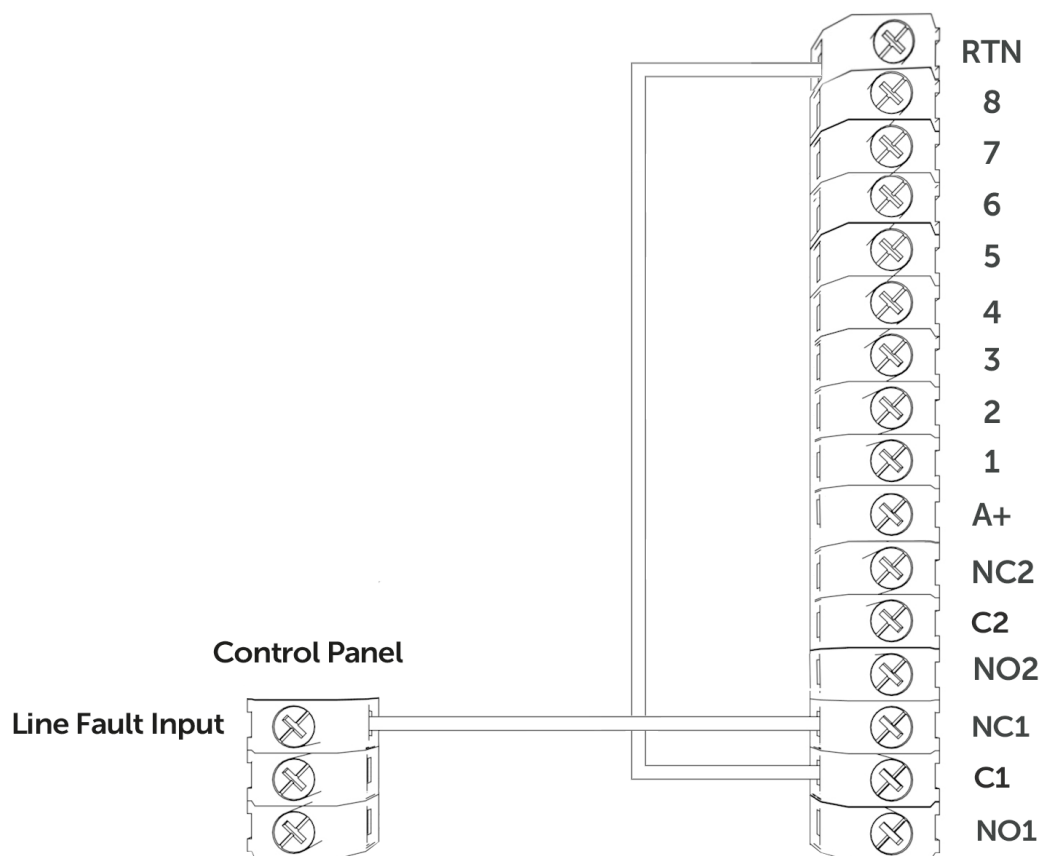 RTN
8
7
6
5
4
3
2
1
A+
NC2
C2
Control Panel
NO2
Line Fault Input
NC1
C1
NO1